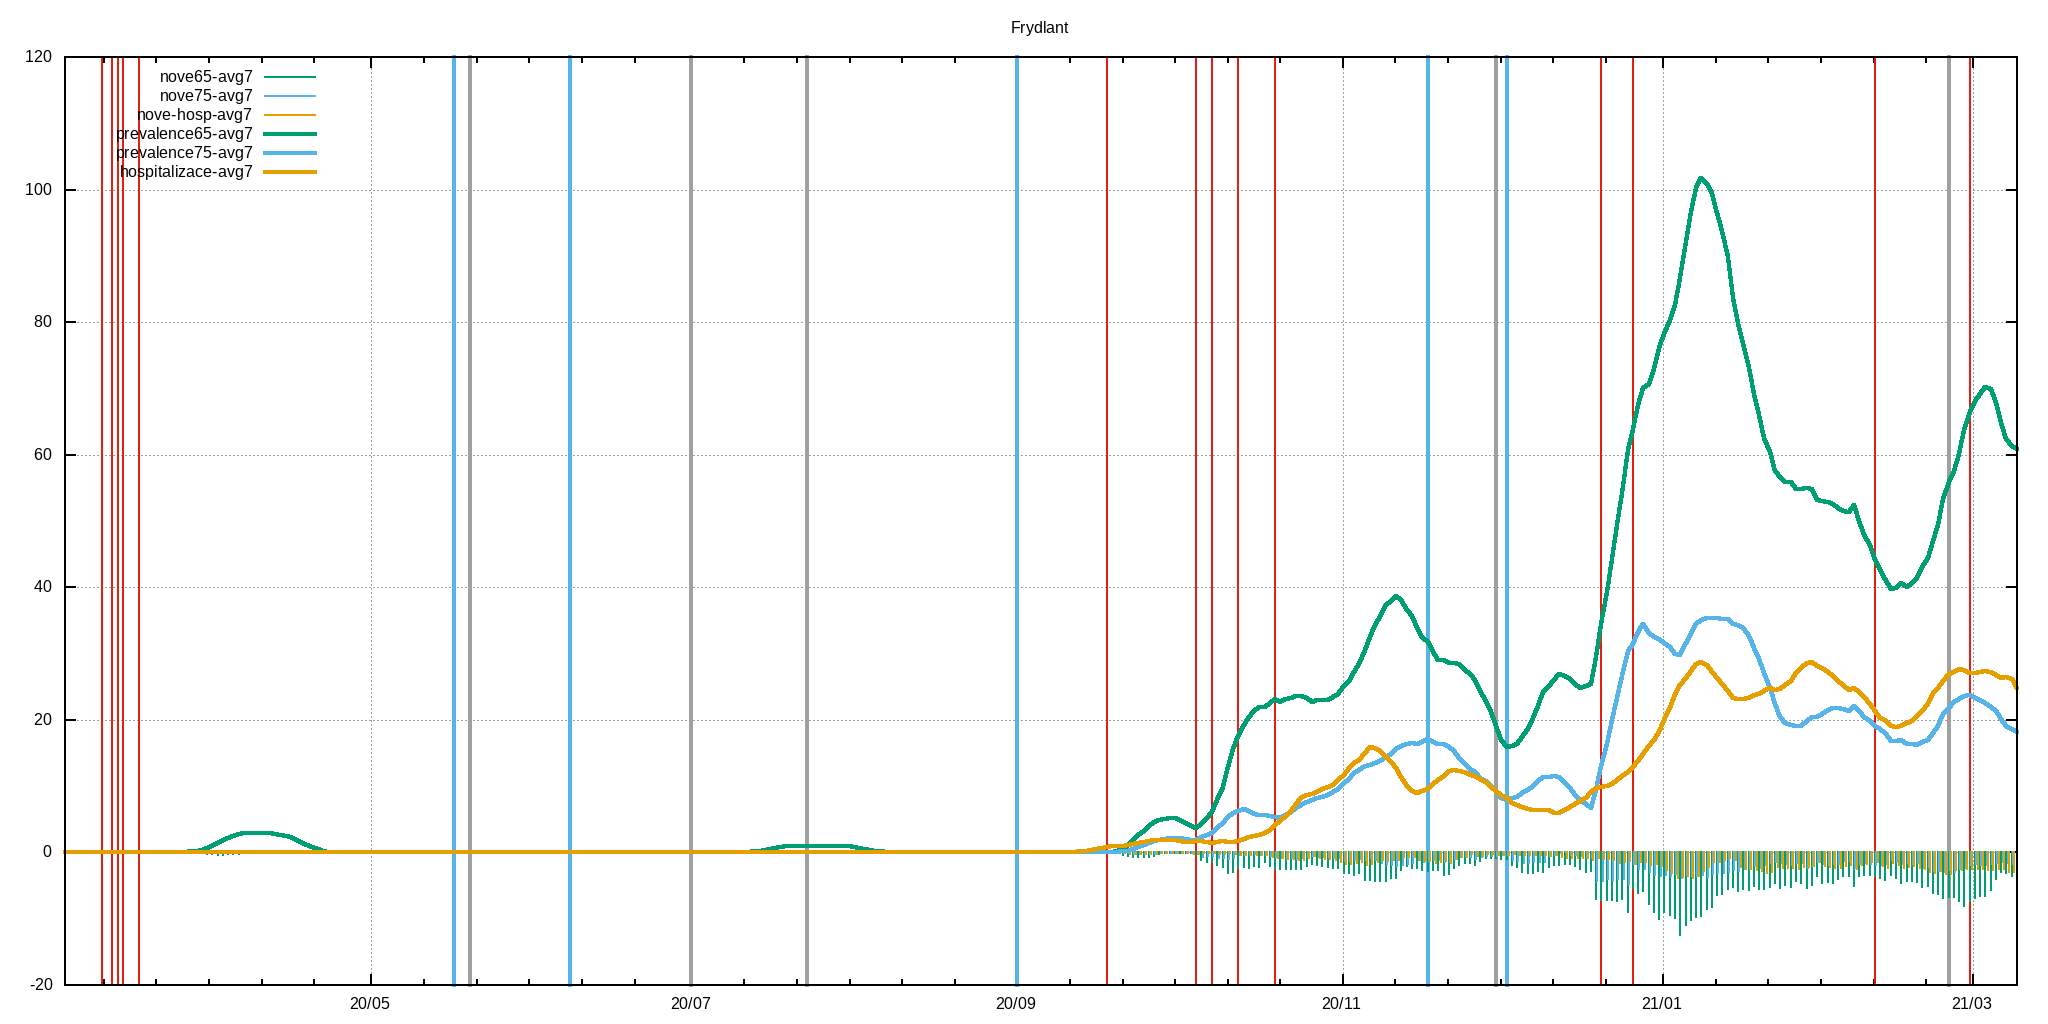 Frydlant
120
nove65-avg7
nove75-avg7
nove-hosp-avg7
prevalence65-avg7
prevalence75-avg7
hospitalizace-avg7
100
80
60
40
20
0
-20
20/05 20/07 20/09 20/11 21/01 21/03